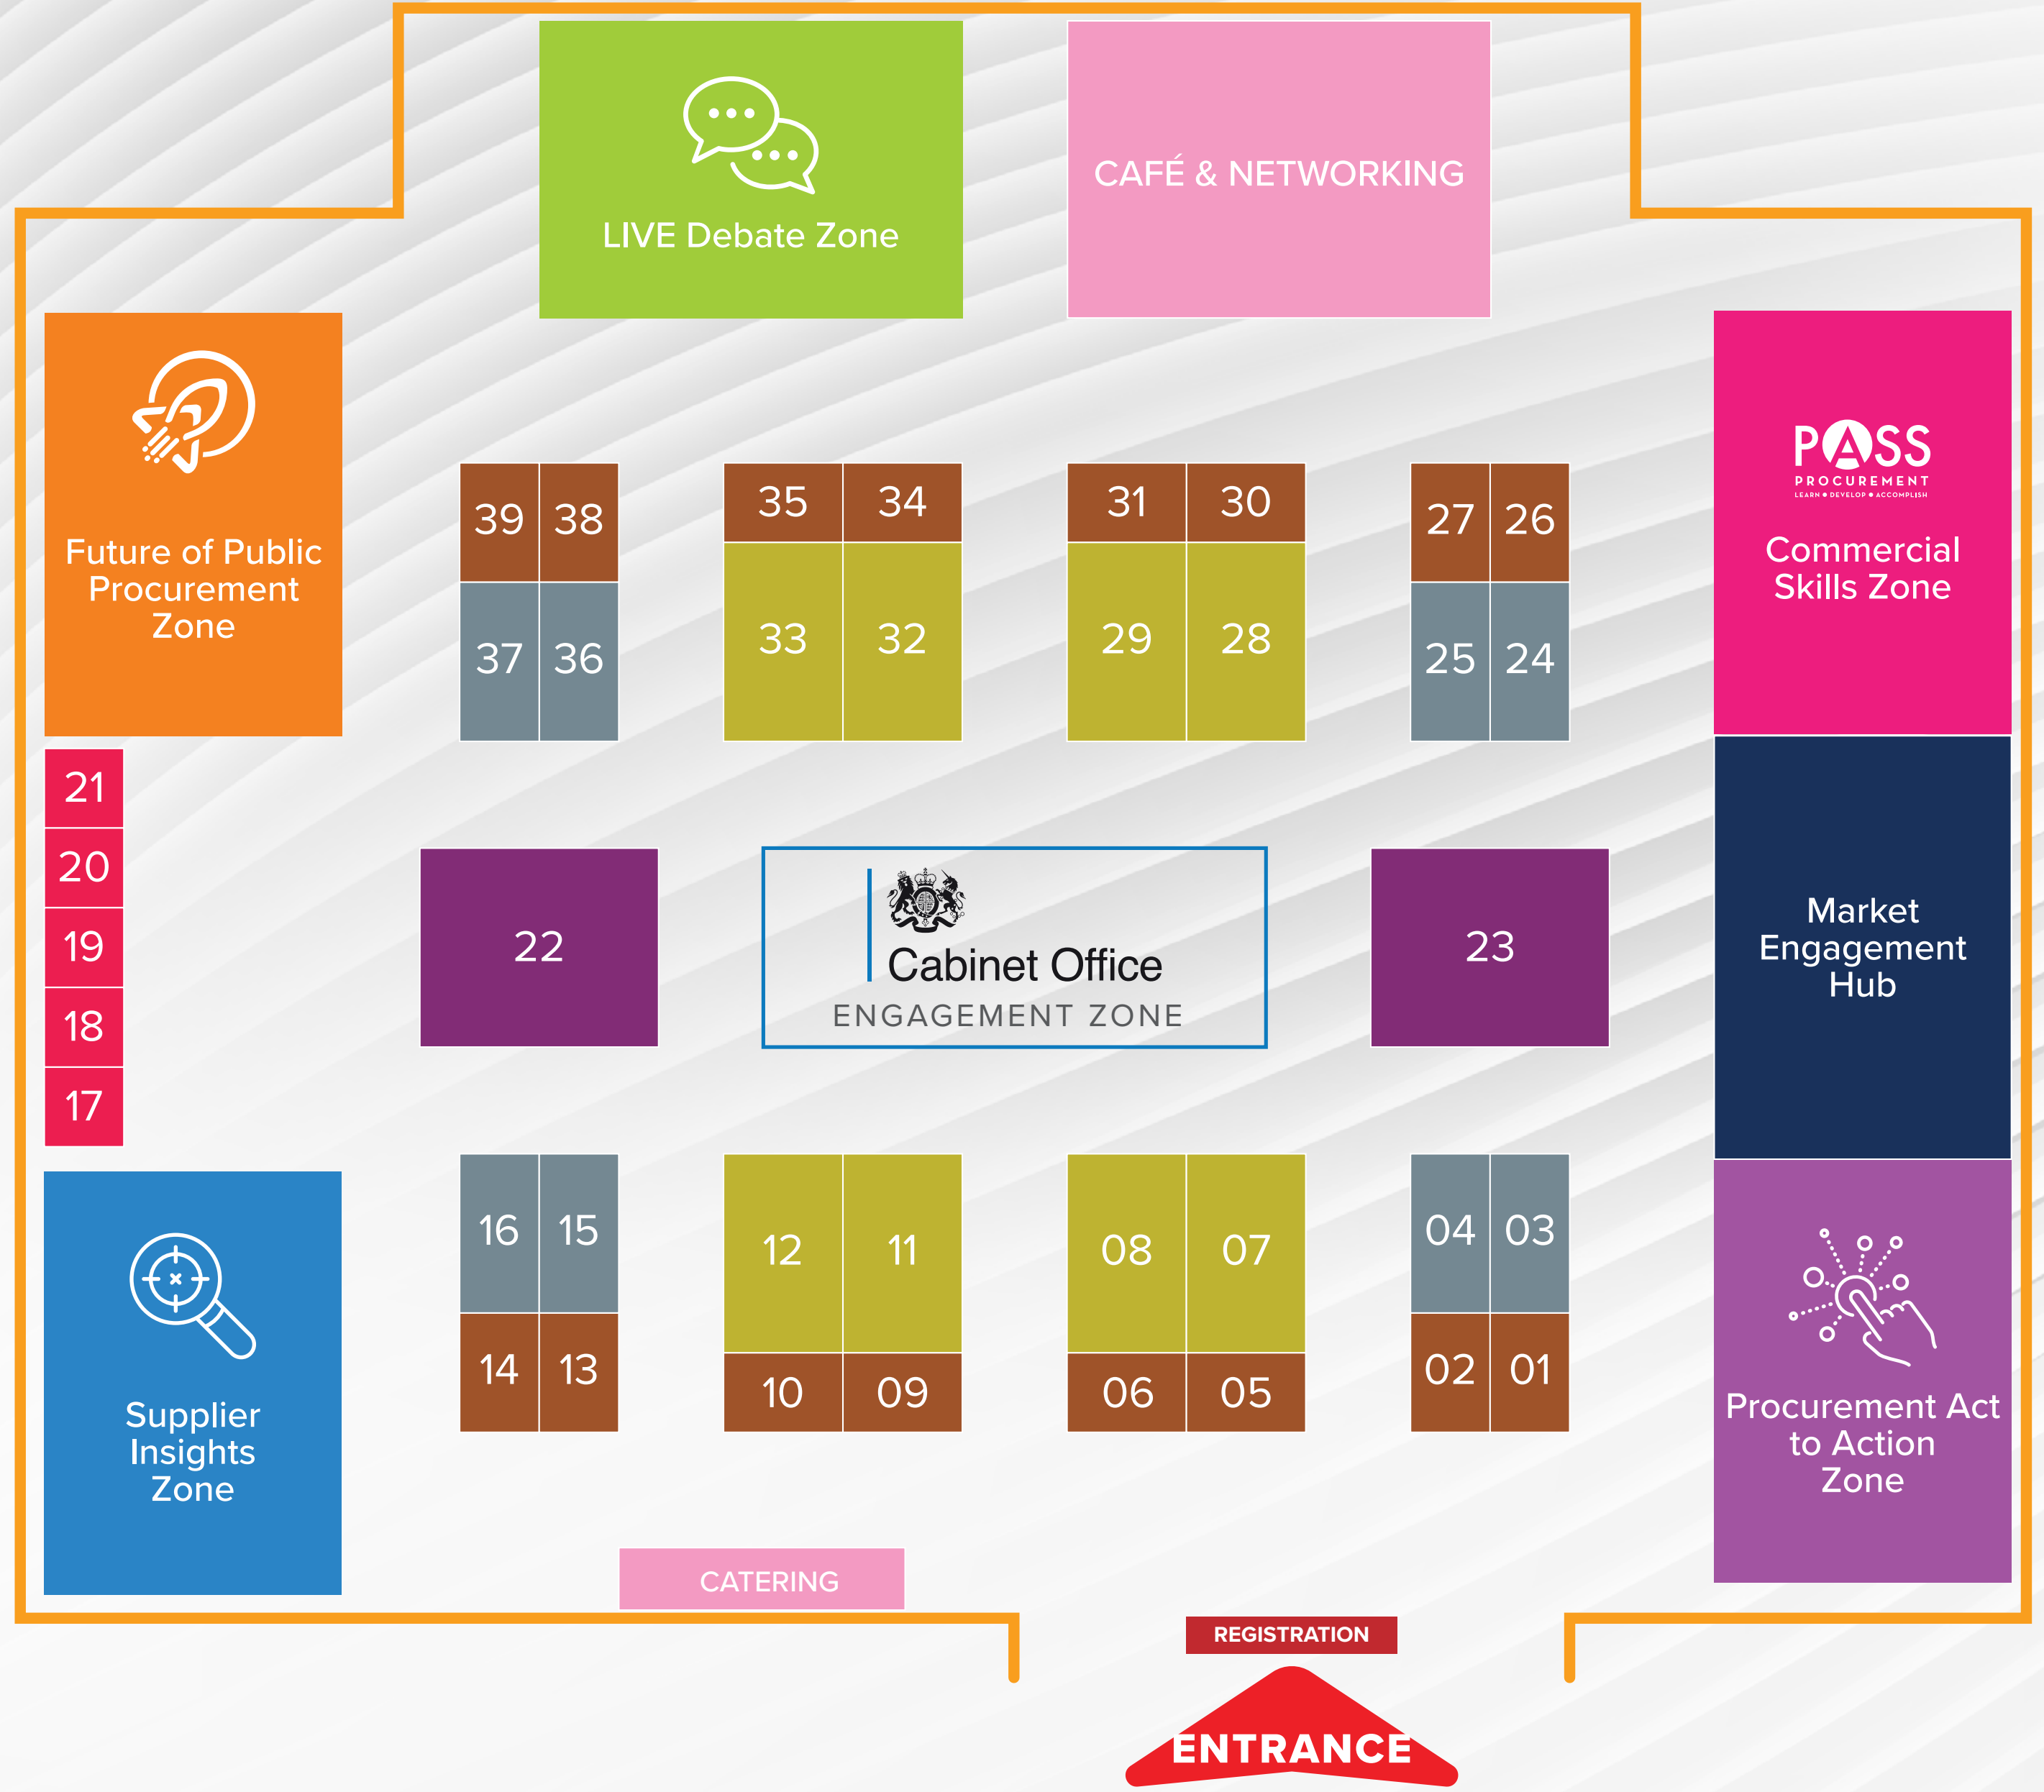 LIVE Debate Zone
CAFÉ & NETWORKING
Future of Public
Procurement
Zone
PASS
PROCUREMENT
LEARN ● DEVELOP ● ACCOMPLISH
Commercial
Skills Zone
39 38
35 34
31 30
27 26
37 36
33 32
29 28
25 24
21
20
19
18
17
22
Cabinet Office
ENGAGEMENT ZONE
23
Market
Engagement
Hub
16 15
12 11
08 07
04 03
14 13
10 09
06 05
02 01
Supplier
Insights
Zone
Procurement Act
to Action
Zone
CATERING
REGISTRATION
ENTRANCE